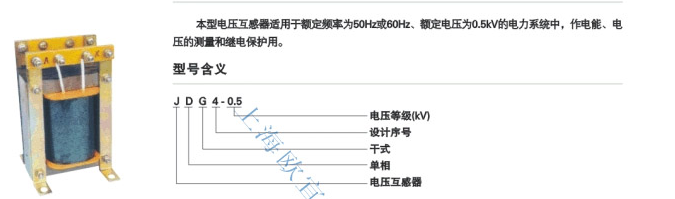 本型电压互感器适用于额定频率为50Hz或60Hz、额定电压为0.5kV的电力系统中，作电能、电
压的测量和继电保护用。
型号含义
J D G 4 - 0.5
电压等级(kV)
设计序号
干式
单相
电压互感器
上海欧宜
A
X